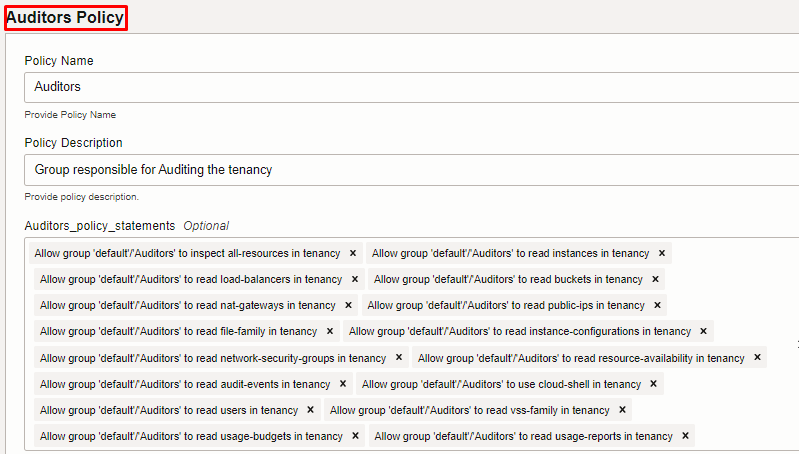 Auditors Policy
Policy Name
Auditors
Provide Policy Name
Policy Description
Group responsible for Auditing the tenancy
Provide policy description.
Auditors_policy_statements Optional
Allow group 'default'/'Auditors' to inspect all-resources in tenancy x Allow group 'default'/'Auditors' to read instances in tenancy x
Allow group 'default'/'Auditors' to read load-balancers in tenancy x Allow group 'default'/'Auditors' to read buckets in tenancy x
Allow group 'default'/'Auditors' to read nat-gateways in tenancy x Allow group 'default'/'Auditors' to read public-ips in tenancy x
Allow group 'default'/'Auditors' to read file-family in tenancy x Allow group 'default'/'Auditors' to read instance-configurations in tenancy x
Allow group 'default'/'Auditors' to read network-security-groups in tenancy x Allow group 'default'/'Auditors' to read resource-availability in tenancy x
Allow group 'default'/'Auditors' to read audit-events in tenancy x Allow group 'default'/'Auditors' to use cloud-shell in tenancy x
Allow group 'default'/'Auditors' to read users in tenancy x Allow group 'default'/'Auditors' to read vss-family in tenancy x
Allow group 'default'/'Auditors' to read usage-budgets in tenancy x Allow group 'default'/'Auditors' to read usage-reports in tenancy x